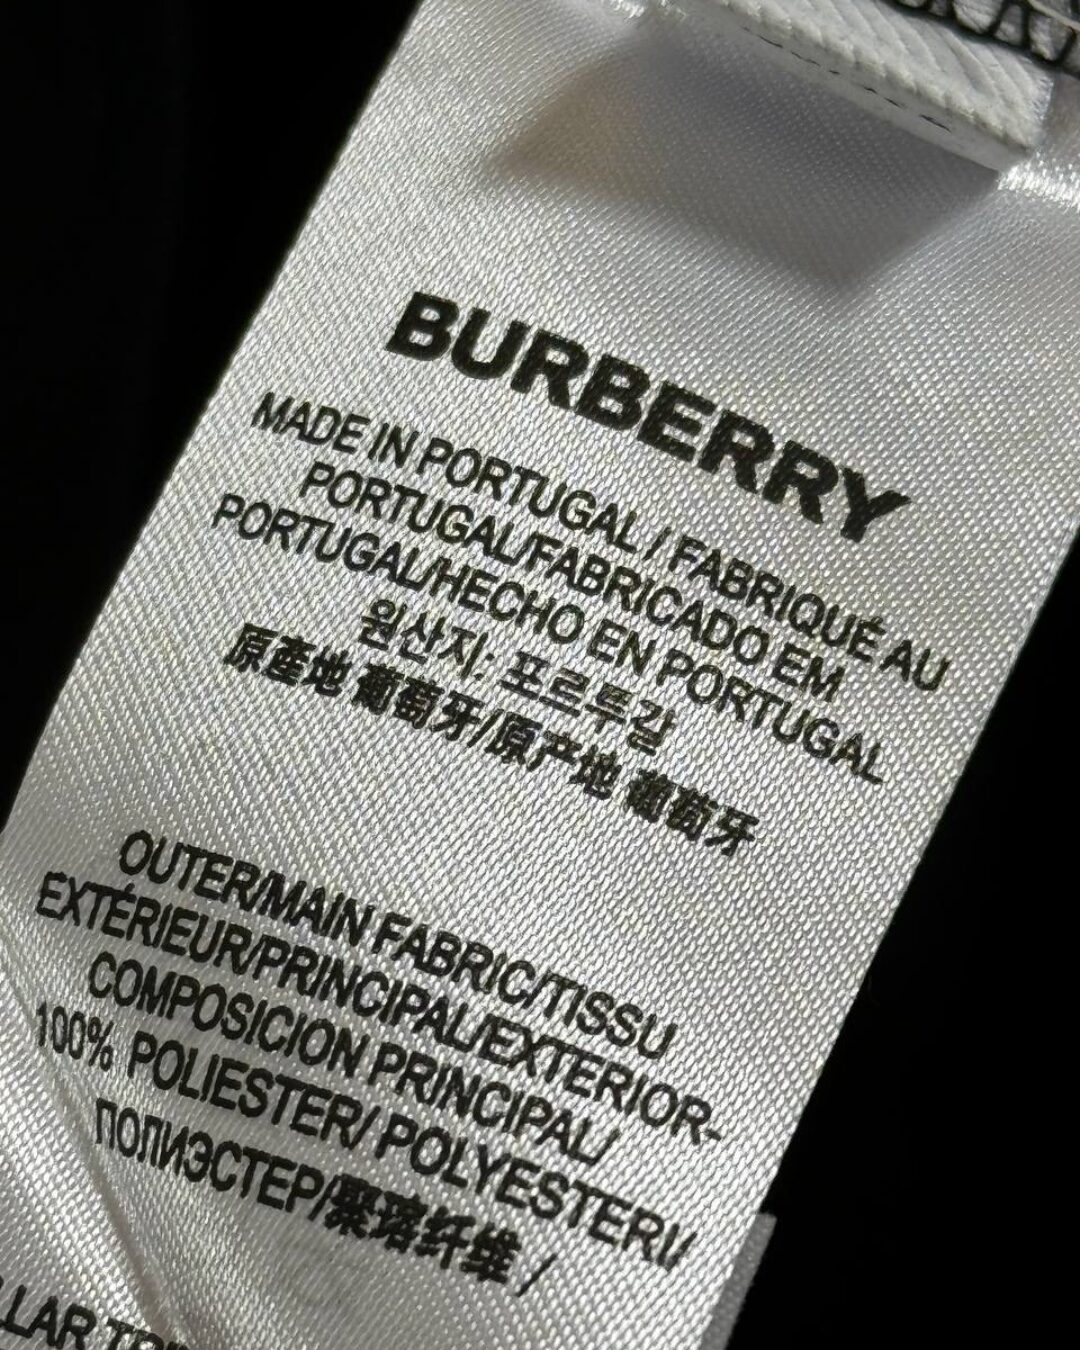 BURBERRY
MADE IN PORTUGAL / FABRIQUÉ AU
PORTUGAL/FABRICADO EM
PORTUGAL/HECHO EN PORTUGAL
원산지: 포르투갈
原產地 葡萄牙/原产地 葡萄牙
OUTER/MAIN FABRIC/TISSU
EXTÉRIEUR/PRINCIPAL/EXTERIOR-
COMPOSICION PRINCIPAL/
100% POLIESTER/ POLYESTERI/
ПОЛИЭСТЕР/聚瑙纤维 /